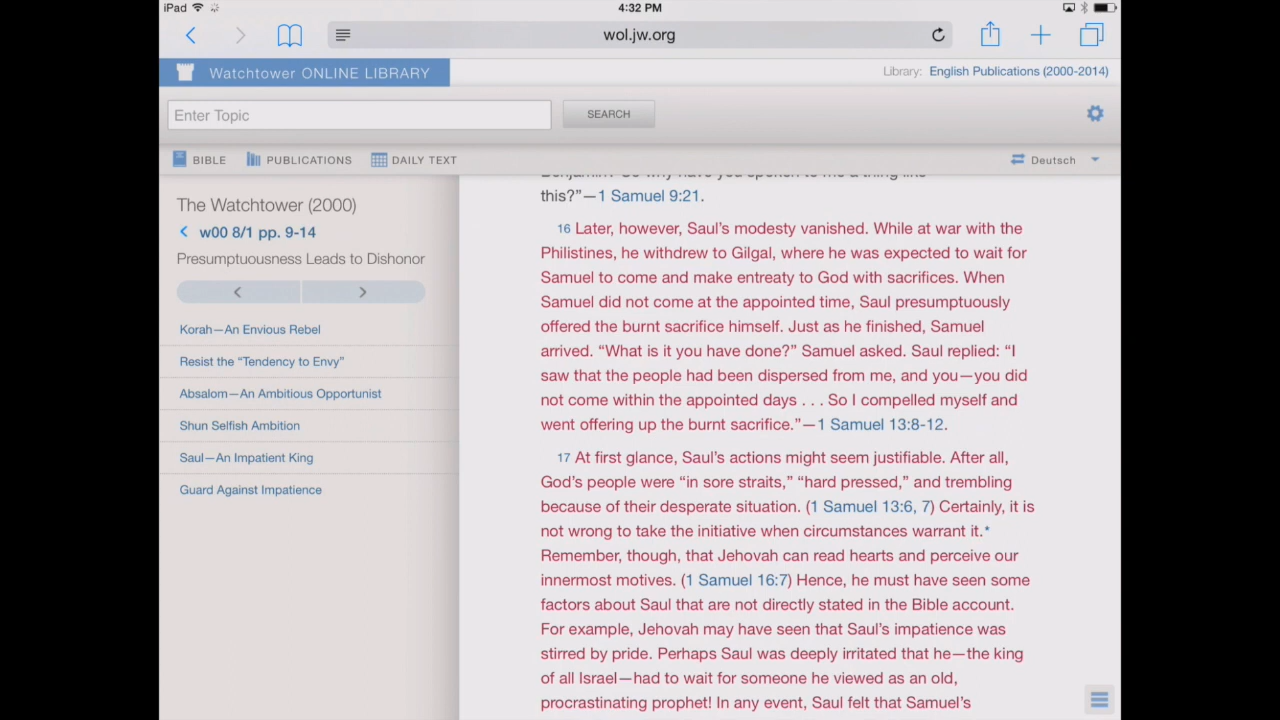 iPad
4:32 PM
wol.jw.org
Watchtower ONLINE LIBRARY
Library: English Publications (2000-2014)
Enter Topic
SEARCH
BIBLE
PUBLICATIONS
DAILY TEXT
Deutsch
The Watchtower (2000)
w00 8/1 pp. 9-14
Presumptuousness Leads to Dishonor
Korah—An Envious Rebel
Resist the “Tendency to Envy”
Absalom—An Ambitious Opportunist
Shun Selfish Ambition
Saul—An Impatient King
Guard Against Impatience
this?”—1 Samuel 9:21.
16 Later, however, Saul’s modesty vanished. While at war with the
Philistines, he withdrew to Gilgal, where he was expected to wait for
Samuel to come and make entreaty to God with sacrifices. When
Samuel did not come at the appointed time, Saul presumptuously
offered the burnt sacrifice himself. Just as he finished, Samuel
arrived. “What is it you have done?” Samuel asked. Saul replied: “I
saw that the people had been dispersed from me, and you—you did
not come within the appointed days . . . So I compelled myself and
went offering up the burnt sacrifice.”—1 Samuel 13:8-12.
17 At first glance, Saul’s actions might seem justifiable. After all,
God’s people were “in sore straits,” “hard pressed,” and trembling
because of their desperate situation. (1 Samuel 13:6, 7) Certainly, it is
not wrong to take the initiative when circumstances warrant it.*
Remember, though, that Jehovah can read hearts and perceive our
innermost motives. (1 Samuel 16:7) Hence, he must have seen some
factors about Saul that are not directly stated in the Bible account.
For example, Jehovah may have seen that Saul’s impatience was
stirred by pride. Perhaps Saul was deeply irritated that he—the king
of all Israel—had to wait for someone he viewed as an old,
procrastinating prophet! In any event, Saul felt that Samuel’s